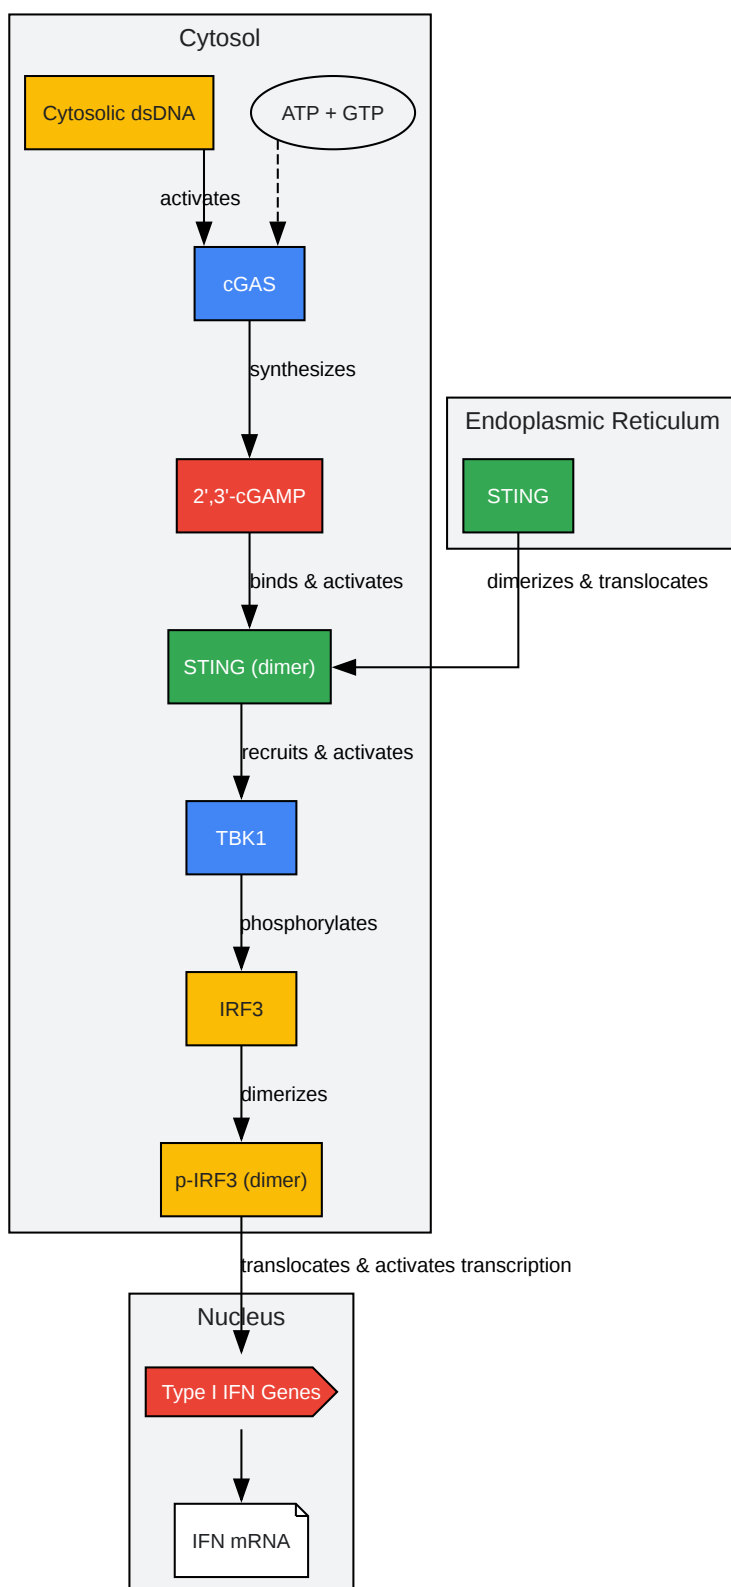 Cytosol
Cytosolic dsDNA
ATP + GTP
activates
cGAS
synthesizes
Endoplasmic Reticulum
2',3'-cGAMP
STING
binds & activates
dimerizes & translocates
STING (dimer)
recruits & activates
TBK1
phosphorylates
IRF3
dimerizes
p-IRF3 (dimer)
translocates & activates transcription
Nucleus
Type I IFN Genes
IFN mRNA